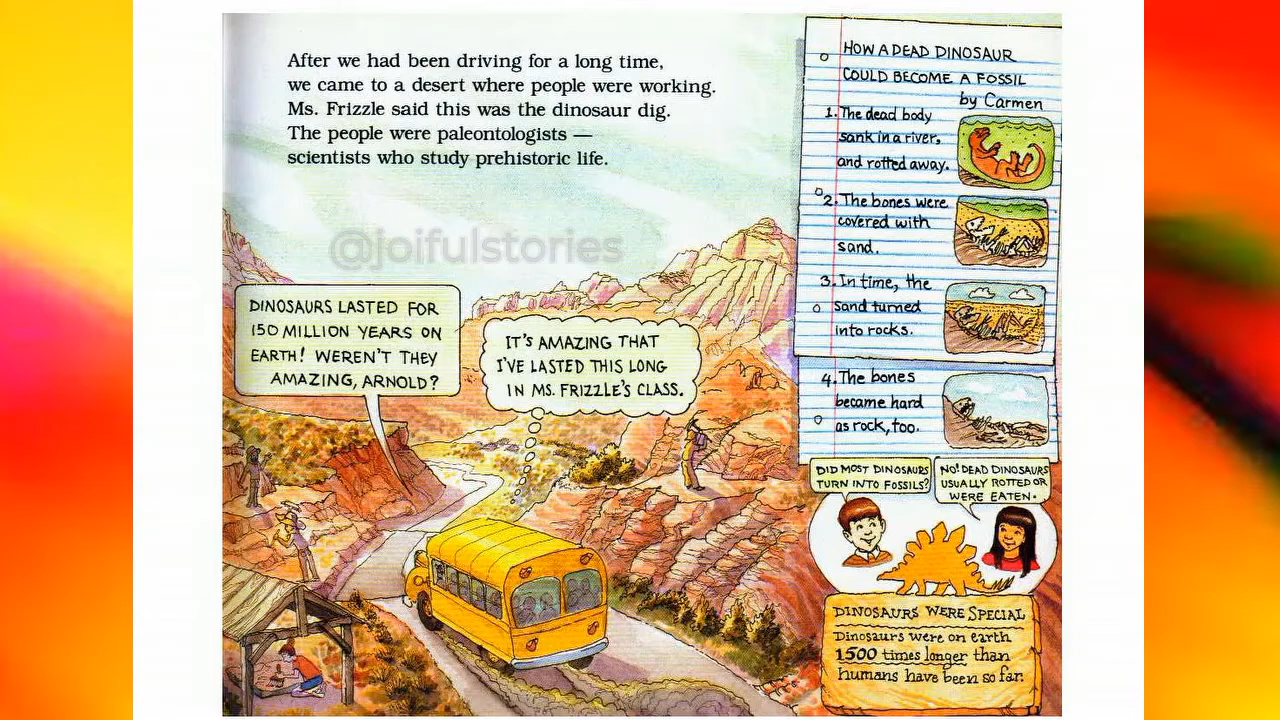 After we had been driving for a long time,
we came to a desert where people were working.
Ms. Frizzle said this was the dinosaur dig.
The people were paleontologists —
scientists who study prehistoric life.
@joifulstories
DINOSAURS LASTED FOR
150 MILLION YEARS ON
EARTH! WEREN'T THEY
AMAZING, ARNOLD?
IT'S AMAZING THAT
I'VE LASTED THIS LONG
IN MS. FRIZZLE'S CLASS.
HOW A DEAD DINOSAUR
COULD BECOME A FOSSIL
by Carmen
1. The dead body
sank in a river,
and rotted away.
2. The bones were
covered with
sand.
3. In time, the
sand turned
into rocks.
4. The bones
became hard
as rock, too.
DID MOST DINOSAURS
TURN INTO FOSSILS?
NO! DEAD DINOSAURS
USUALLY ROTTED OR
WERE EATEN.
DINOSAURS WERE SPECIAL
Dinosaurs were on earth
1500 times longer than
humans have been so far.